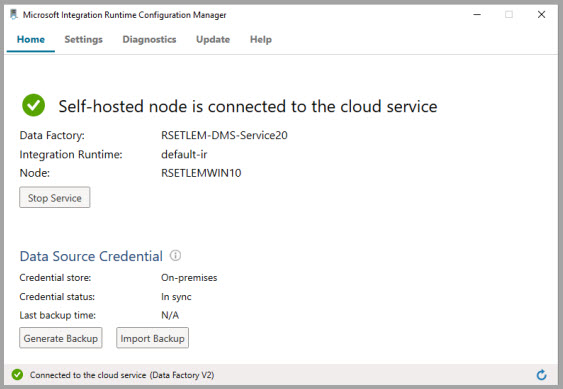 Microsoft Integration Runtime Configuration Manager
Home Settings Diagnostics Update Help
Self-hosted node is connected to the cloud service
Data Factory: RSETLEM-DMS-Service20
Integration Runtime: default-ir
Node: RSETLEMWIN10
Stop Service
Data Source Credential
Credential store: On-premises
Credential status: In sync
Last backup time: N/A
Generate Backup Import Backup
Connected to the cloud service (Data Factory V2)